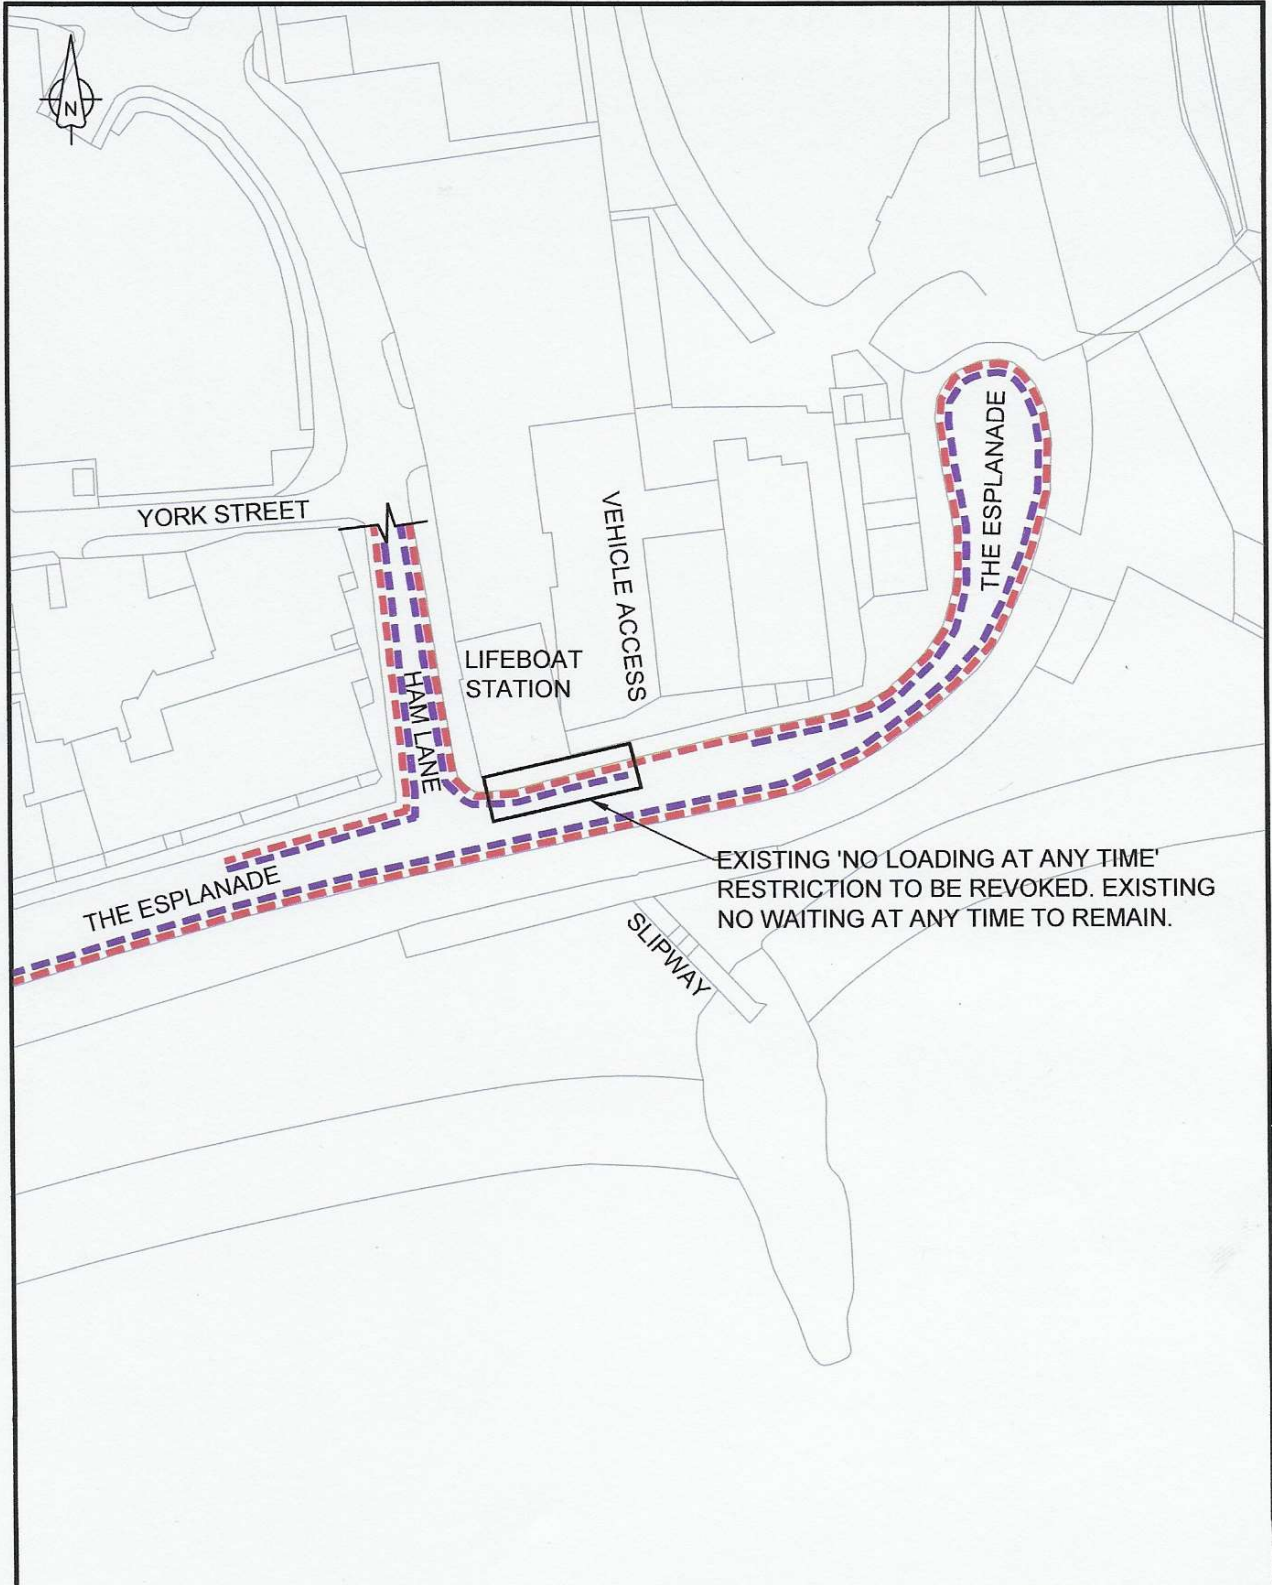 N
YORK STREET
THE ESPLANADE
VEHICLE ACCESS
LIFEBOAT
STATION
HAM LANE
EXISTING 'NO LOADING AT ANY TIME'
RESTRICTION TO BE REVOKED. EXISTING
NO WAITING AT ANY TIME TO REMAIN.
THE ESPLANADE
SLIPWAY